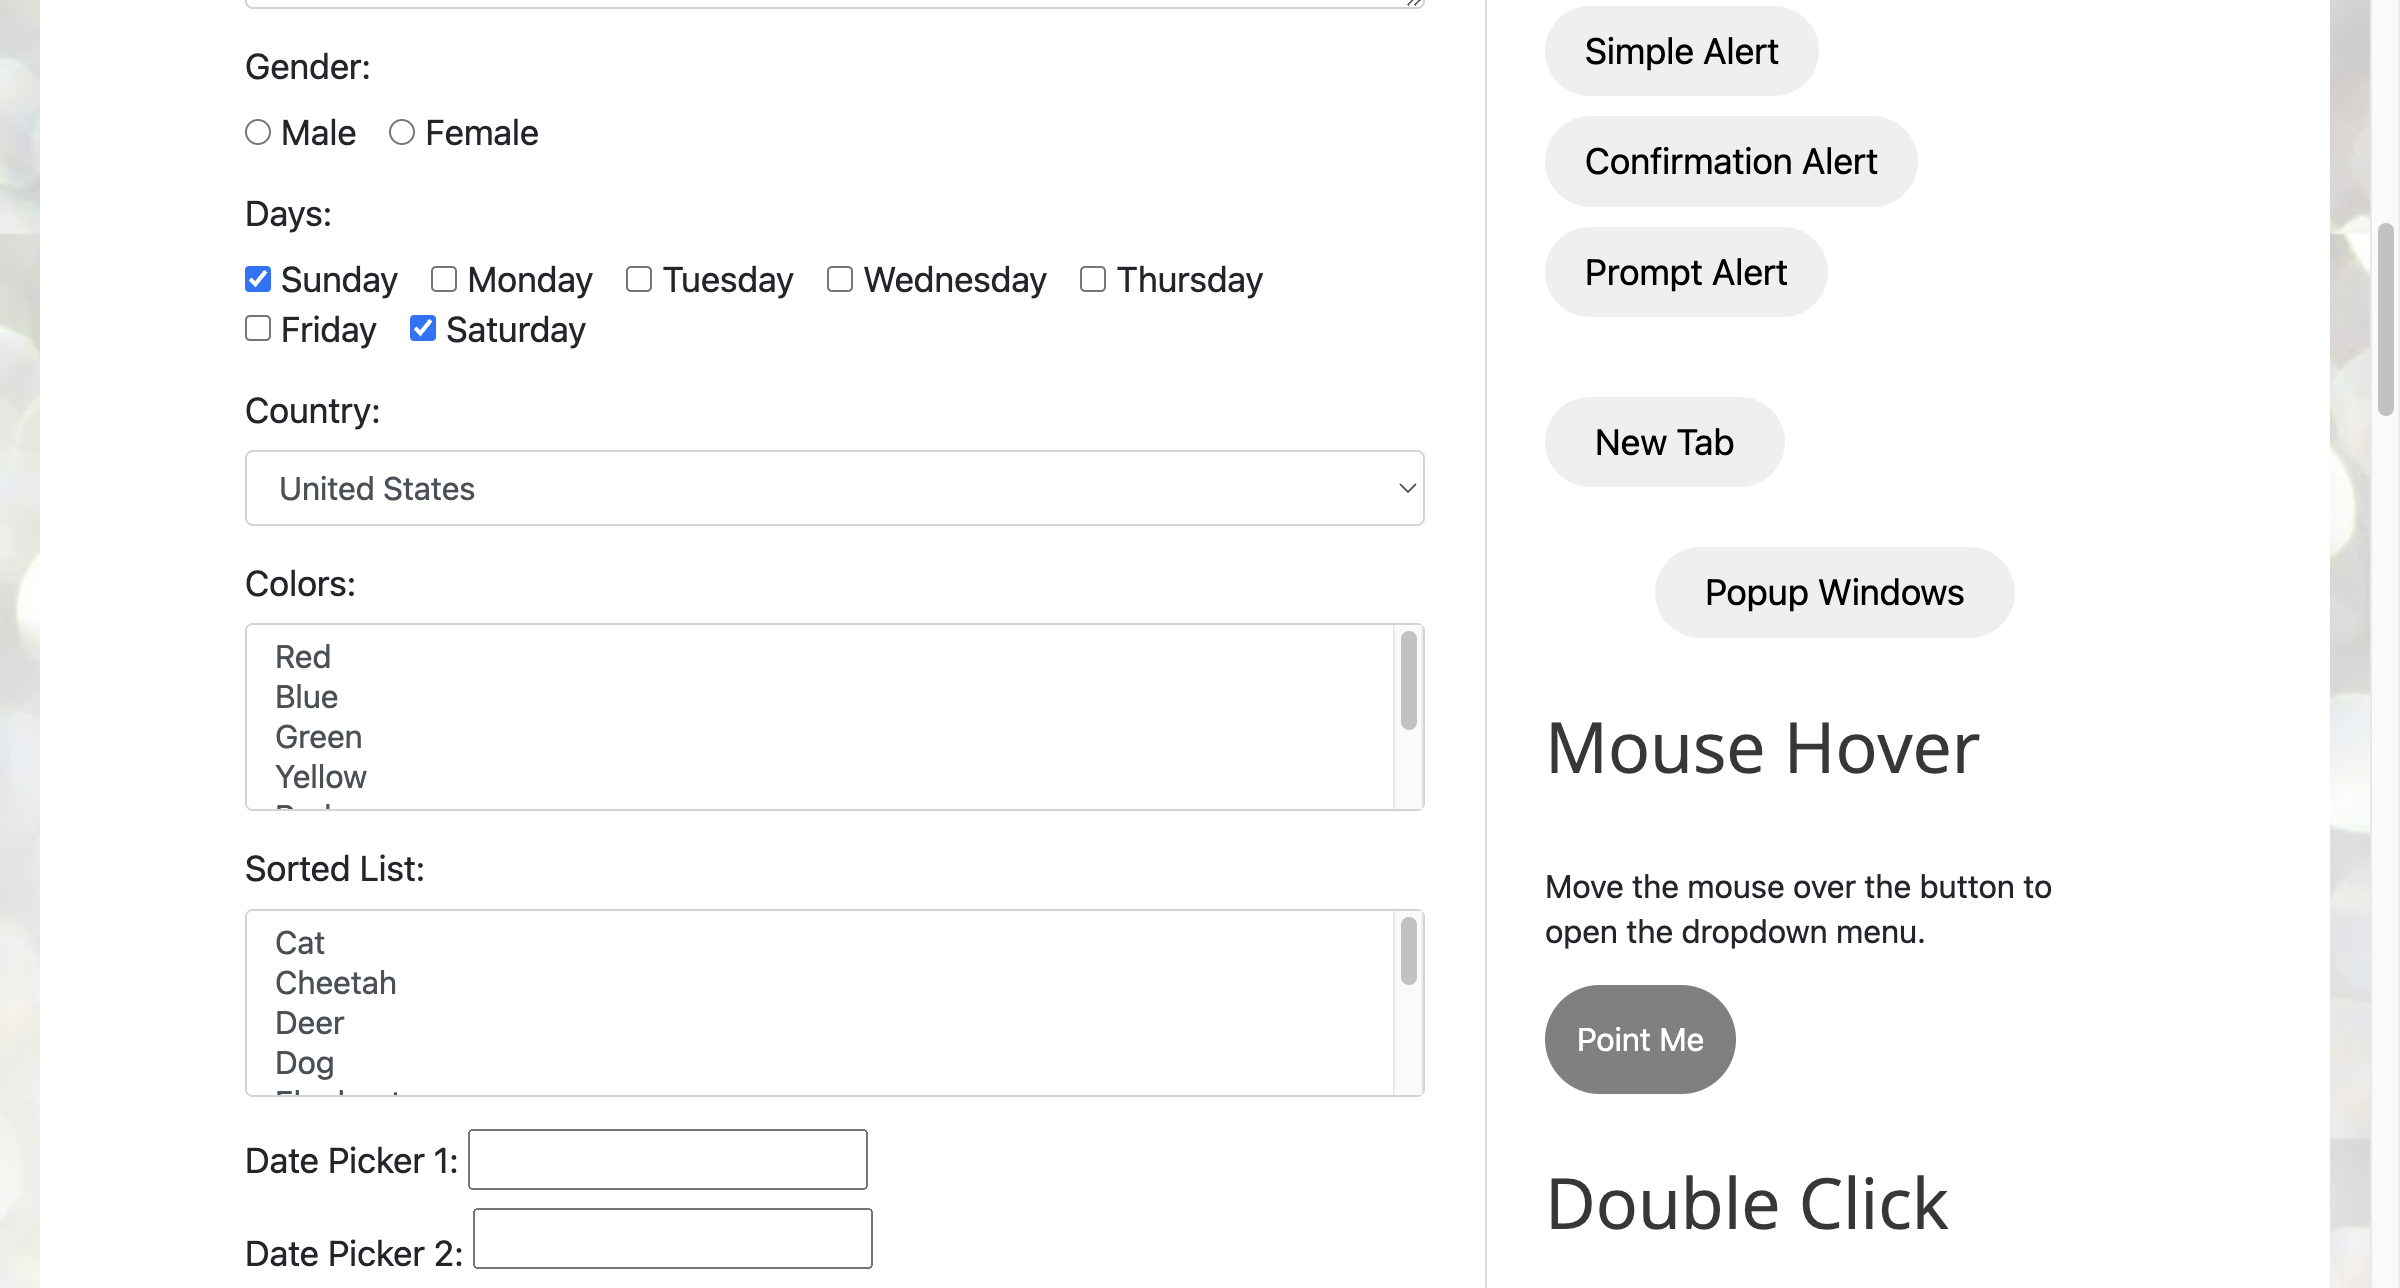 Gender:
Male Female
Days:
Sunday Monday Tuesday Wednesday Thursday
Friday Saturday
Country:
United States
Colors:
Red
Blue
Green
Yellow
Sorted List:
Cat
Cheetah
Deer
Dog
Date Picker 1:
Date Picker 2:
Simple Alert
Confirmation Alert
Prompt Alert
New Tab
Popup Windows
Mouse Hover
Move the mouse over the button to
open the dropdown menu.
Point Me
Double Click